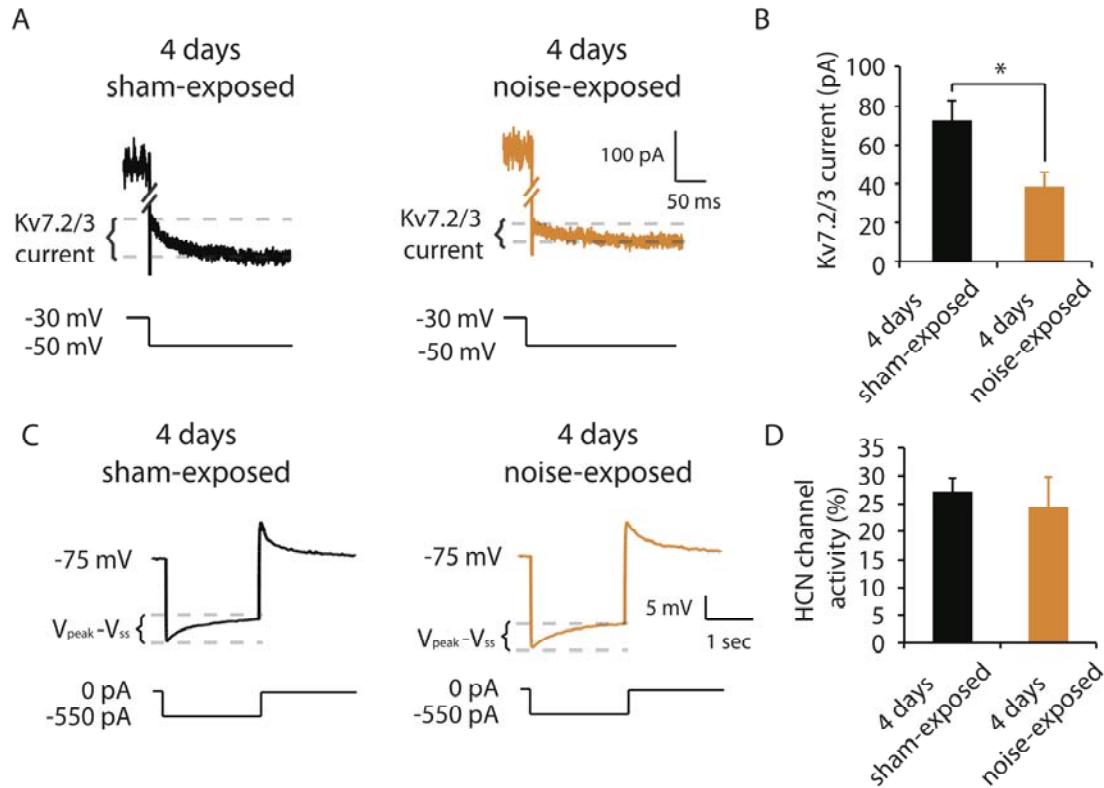 A
4 days
sham-exposed
4 days
noise-exposed
100 pA
50 ms
Kv7.2/3
current
Kv7.2/3
current
-30 mV
-50 mV
-30 mV
-50 mV
B
Kv7.2/3 current (pA)
100
80
60
40
20
0
*
4 days
sham-exposed
4 days
noise-exposed
C
4 days
sham-exposed
4 days
noise-exposed
-75 mV
-75 mV
5 mV
1 sec
Vpeak-Vss
Vpeak-Vss
0 pA
-550 pA
0 pA
-550 pA
D
HCN channel
activity (%)
35
30
25
20
15
10
5
0
4 days
sham-exposed
4 days
noise-exposed